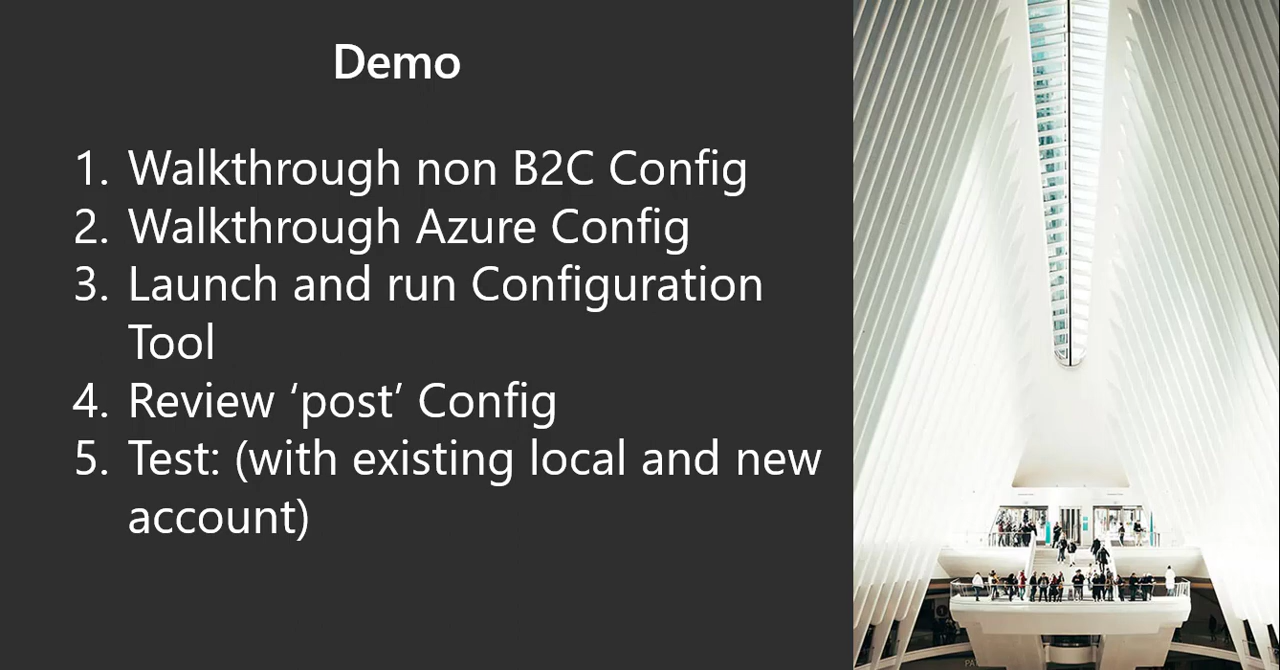 Demo
1. Walkthrough non B2C Config
2. Walkthrough Azure Config
3. Launch and run Configuration
Tool
4. Review ‘post’ Config
5. Test: (with existing local and new
account)